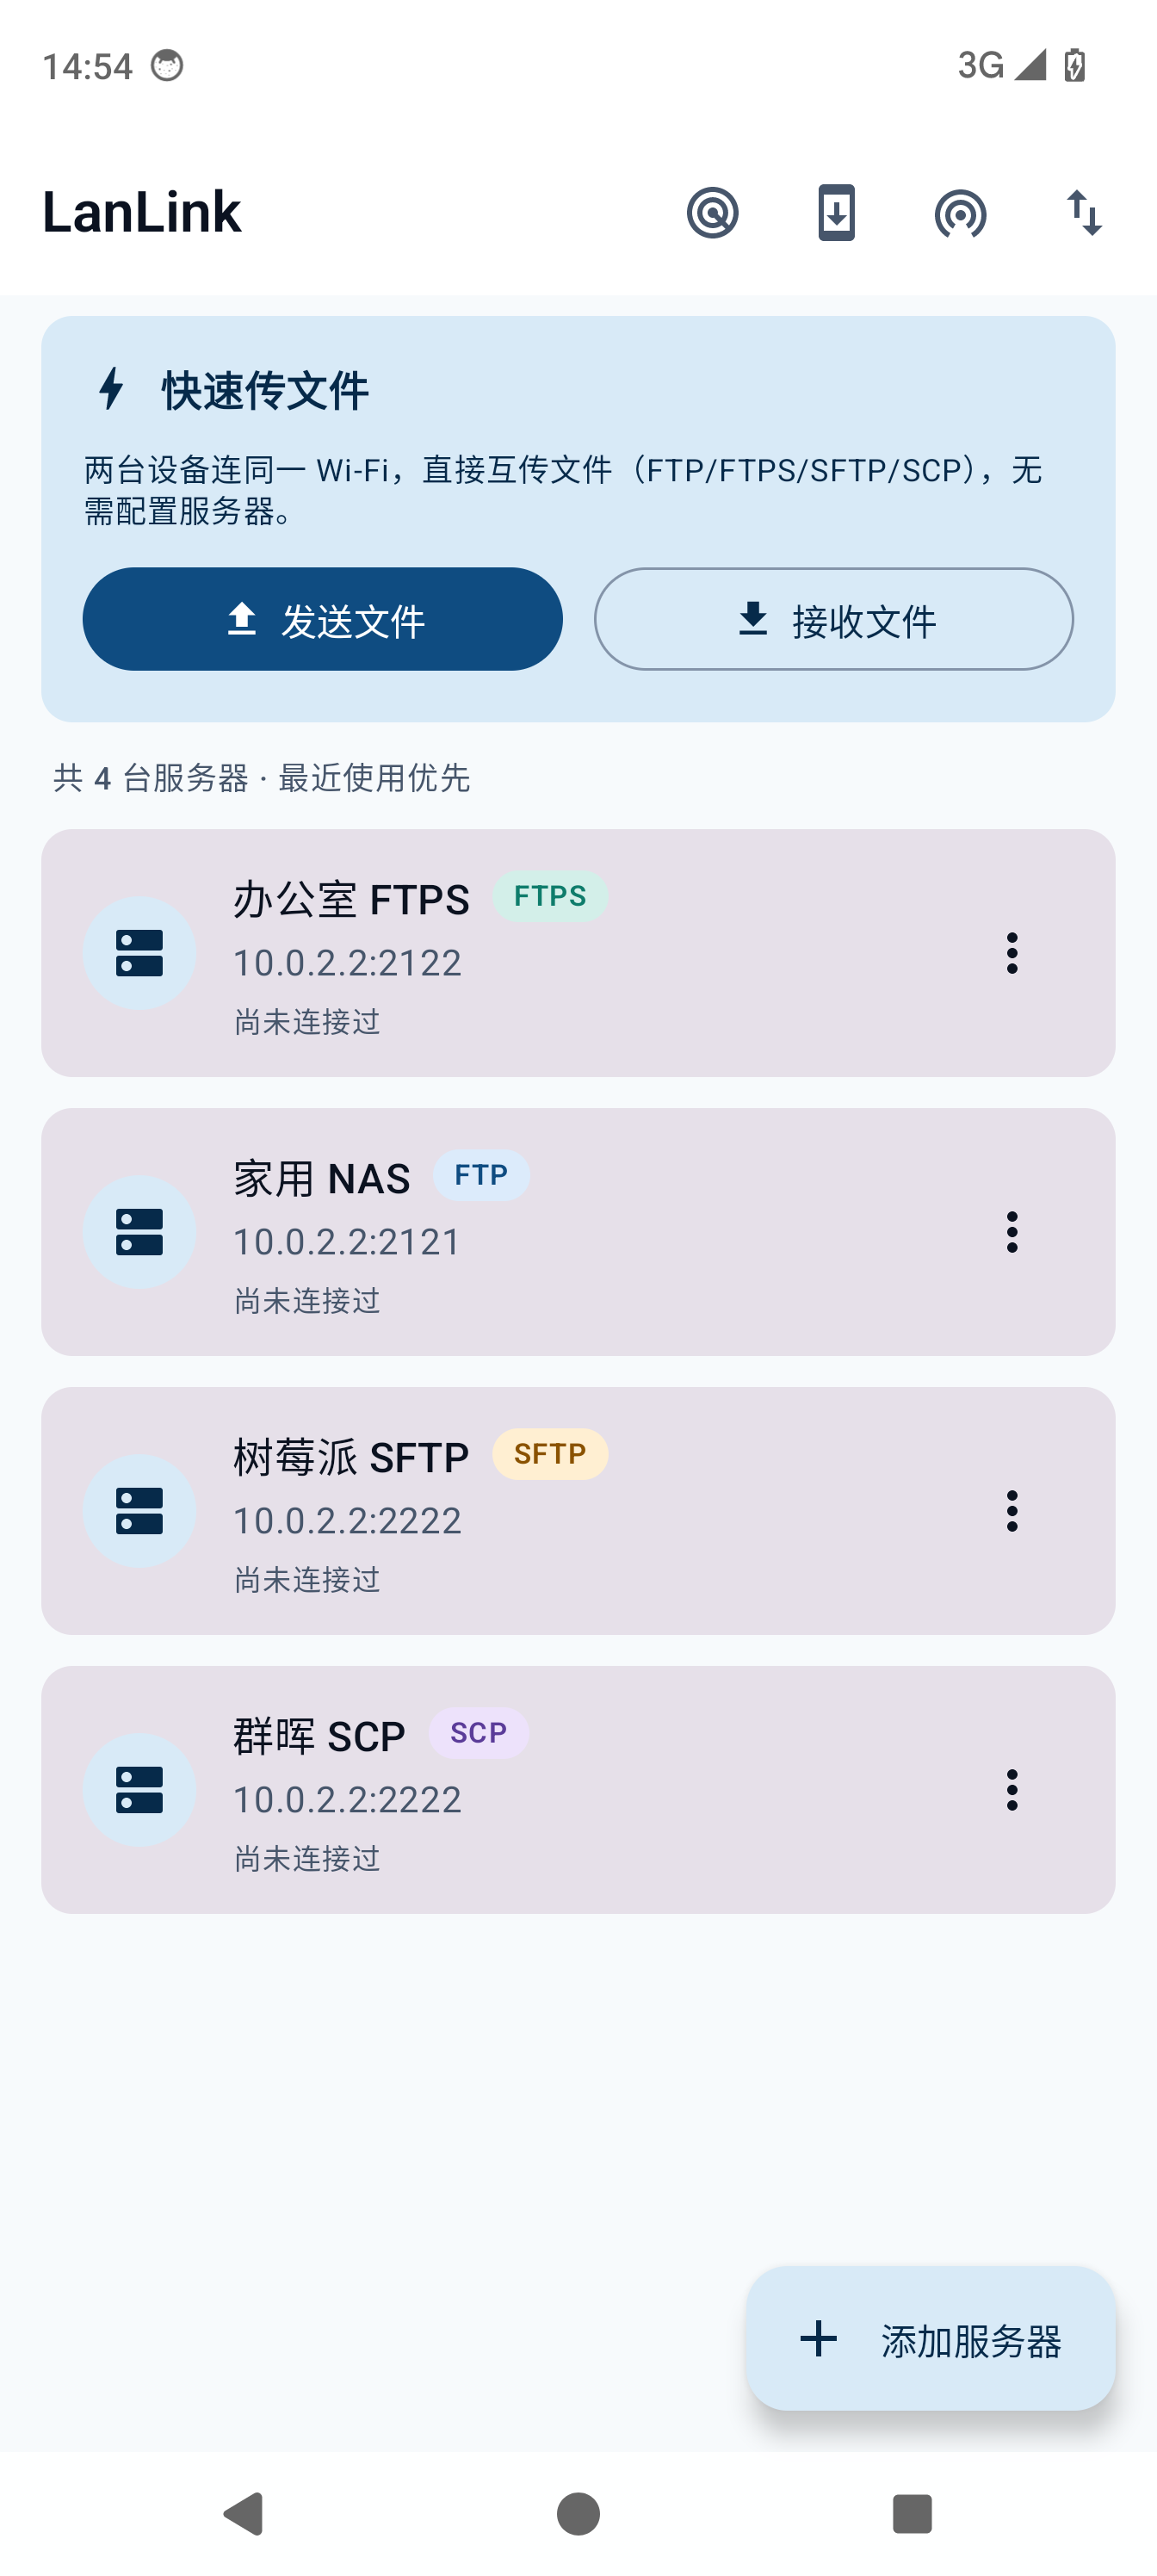 14:54
3G
LanLink
快速传文件
两台设备连同一 Wi-Fi，直接互传文件（FTP/FTPS/SFTP/SCP），无
需配置服务器。
发送文件
接收文件
共 4 台服务器 · 最近使用优先
办公室 FTPS
FTPS
10.0.2.2:2122
尚未连接过
家用 NAS
FTP
10.0.2.2:2121
尚未连接过
树莓派 SFTP
SFTP
10.0.2.2:2222
尚未连接过
群晖 SCP
SCP
10.0.2.2:2222
尚未连接过
添加服务器